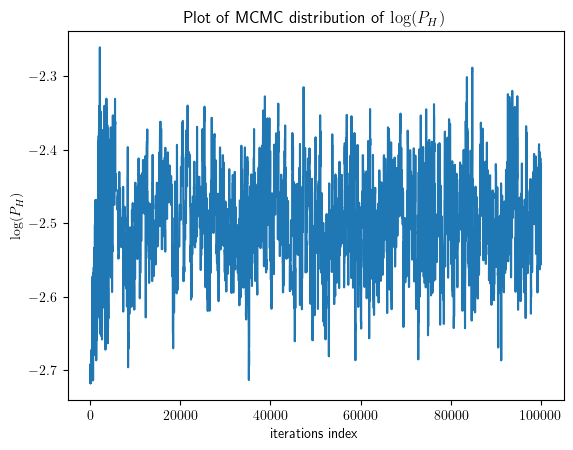 Plot of MCMC distribution of log(P_H)
log(P_H)
−2.3
−2.4
−2.5
−2.6
−2.7
0 20000 40000 60000 80000 100000
iterations index